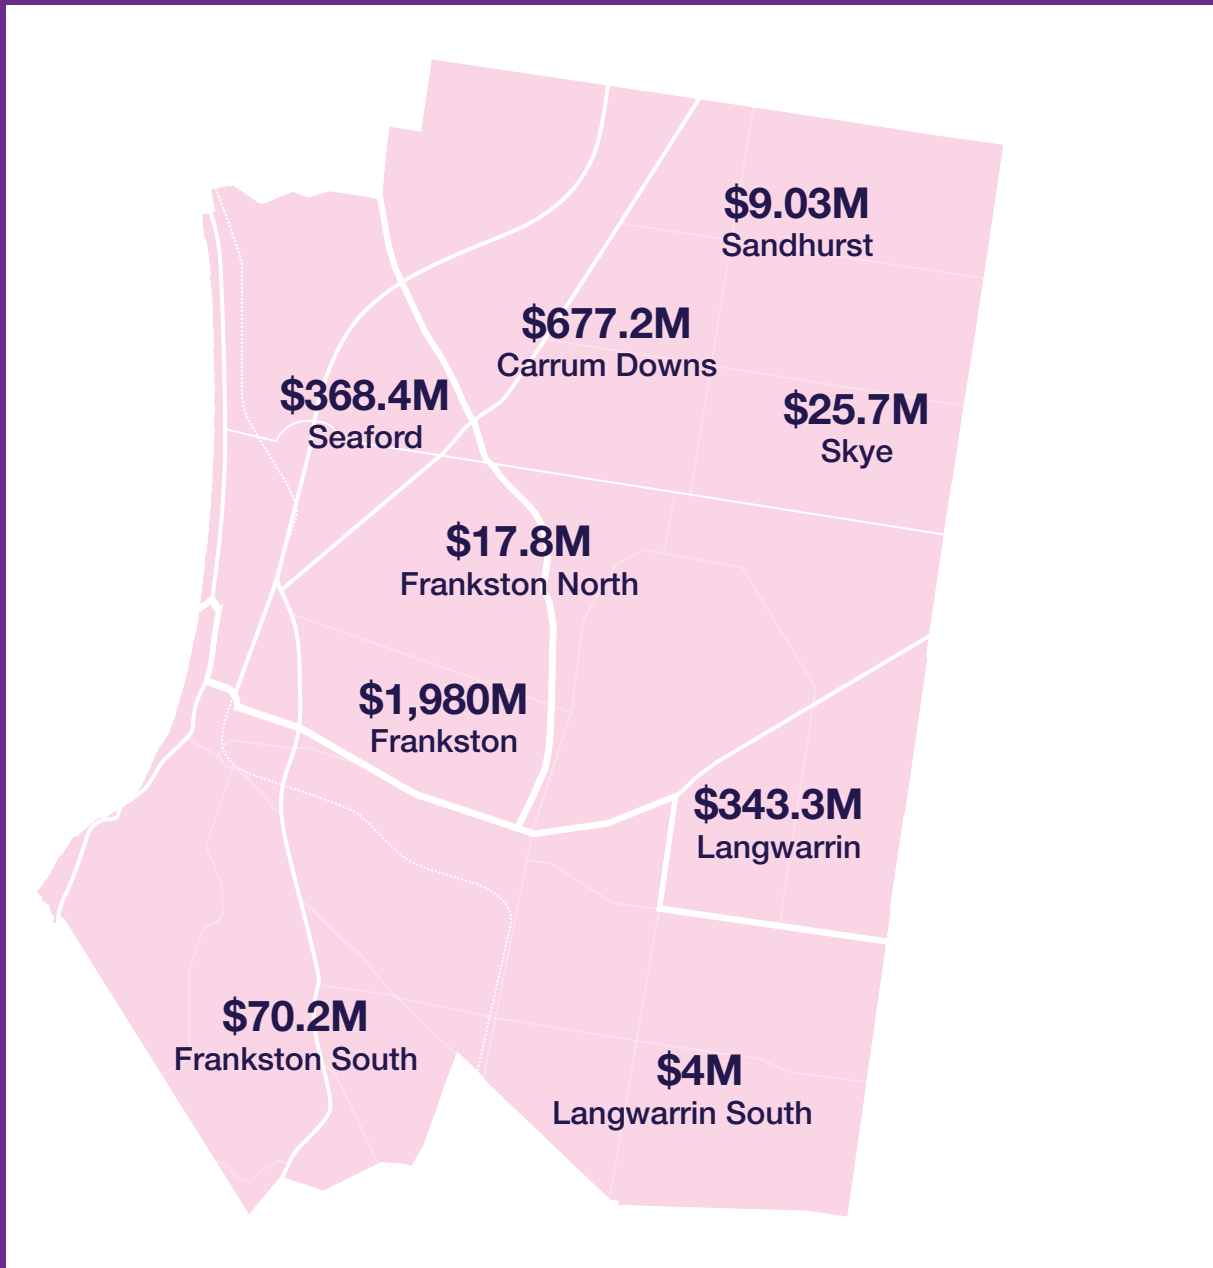 $9.03M
Sandhurst
$677.2M
Carrum Downs
$368.4M
Seaford
$25.7M
Skye
$17.8M
Frankston North
$1,980M
Frankston
$343.3M
Langwarrin
$70.2M
Frankston South
$4M
Langwarrin South